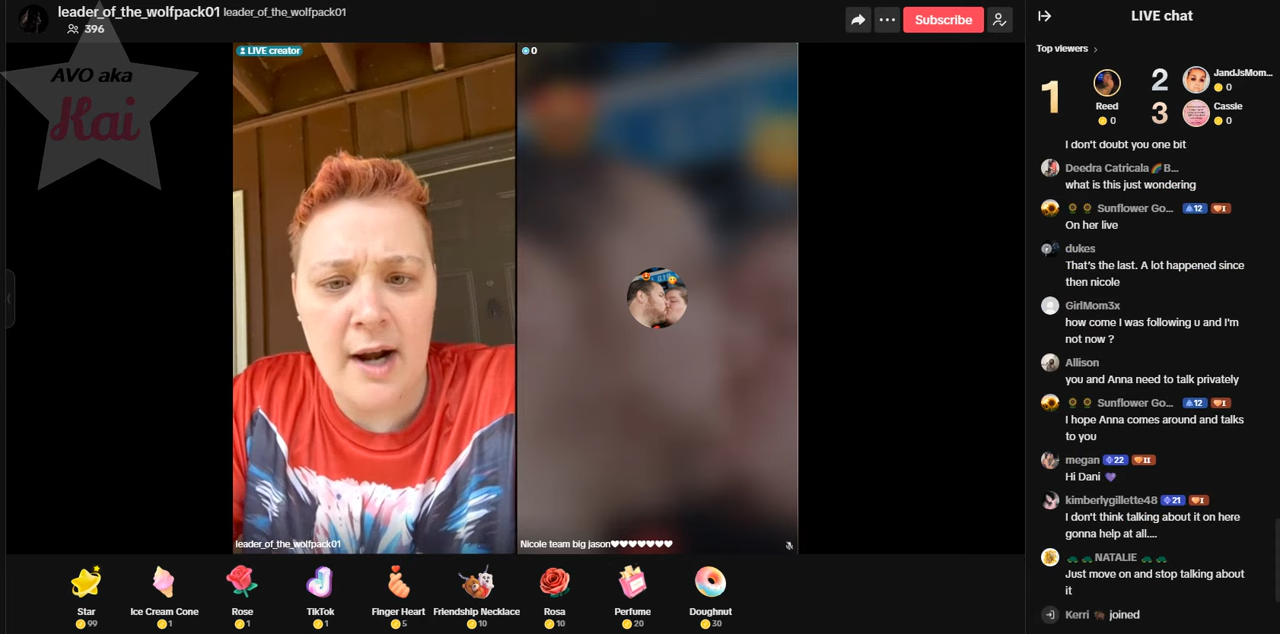 leader_of_the_wolfpack01 leader_of_the_wolfpack01
396
Subscribe
AVO aka
Kai
LIVE creator
0
leader_of_the_wolfpack01
Nicole team big jason♥♥♥♥♥♥♥
Star
99
Ice Cream Cone
1
Rose
1
TikTok
1
Finger Heart
5
Friendship Necklace
10
Rosa
10
Perfume
20
Doughnut
30
LIVE chat
Top viewers >
1
Reed
0
2
JandJsMom...
0
3
Cassie
0
I don't doubt you one bit
Deedra Catricala 🌈 B...
what is this just wondering
🌻 🌻 Sunflower Go... 12 I
On her live
dukes
That's the last. A lot happened since
then nicole
GirlMom3x
how come I was following u and I'm
not now ?
Allison
you and Anna need to talk privately
🌻 🌻 Sunflower Go... 12 I
I hope Anna comes around and talks
to you
megan 22 II
Hi Dani 💜
kimberlygillette48 21 I
I don't think talking about it on here
gonna help at all....
🐢 🐢 NATALIE 🐢 🐢
Just move on and stop talking about
it
Kerri 🦬 joined